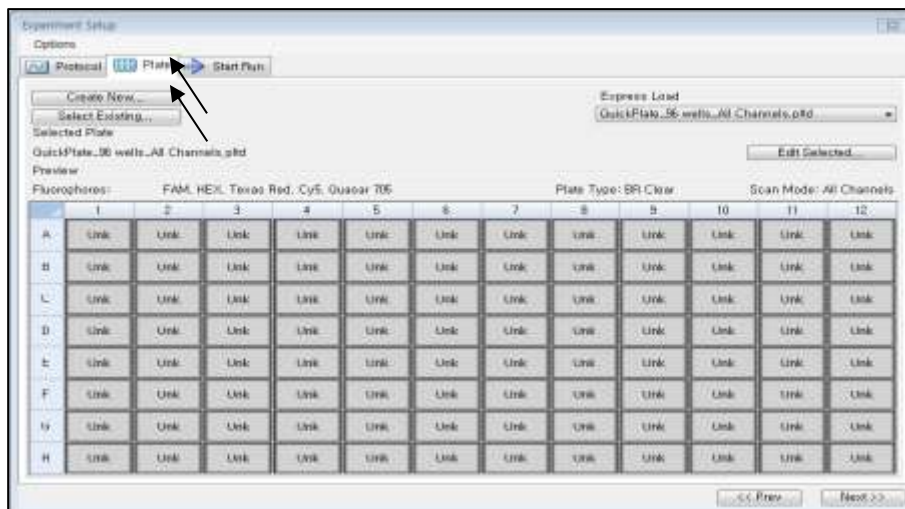 Experiment Setup
Options
Protocol Plate Start Run
Create New...
Express Load
Select Existing...
QuickPlate_96 wells_All Channels.pltd
Selected Plate
QuickPlate_96 wells_All Channels.pltd
Edit Selected...
Preview
Fluorophores: FAM, HEX, Texas Red, Cy5, Quasar 705 Plate Type: BR Clear Scan Mode: All Channels
1 2 3 4 5 6 7 8 9 10 11 12
A Unk Unk Unk Unk Unk Unk Unk Unk Unk Unk Unk Unk
B Unk Unk Unk Unk Unk Unk Unk Unk Unk Unk Unk Unk
C Unk Unk Unk Unk Unk Unk Unk Unk Unk Unk Unk Unk
D Unk Unk Unk Unk Unk Unk Unk Unk Unk Unk Unk Unk
E Unk Unk Unk Unk Unk Unk Unk Unk Unk Unk Unk Unk
F Unk Unk Unk Unk Unk Unk Unk Unk Unk Unk Unk Unk
G Unk Unk Unk Unk Unk Unk Unk Unk Unk Unk Unk Unk
H Unk Unk Unk Unk Unk Unk Unk Unk Unk Unk Unk Unk
<< Prev Next >>